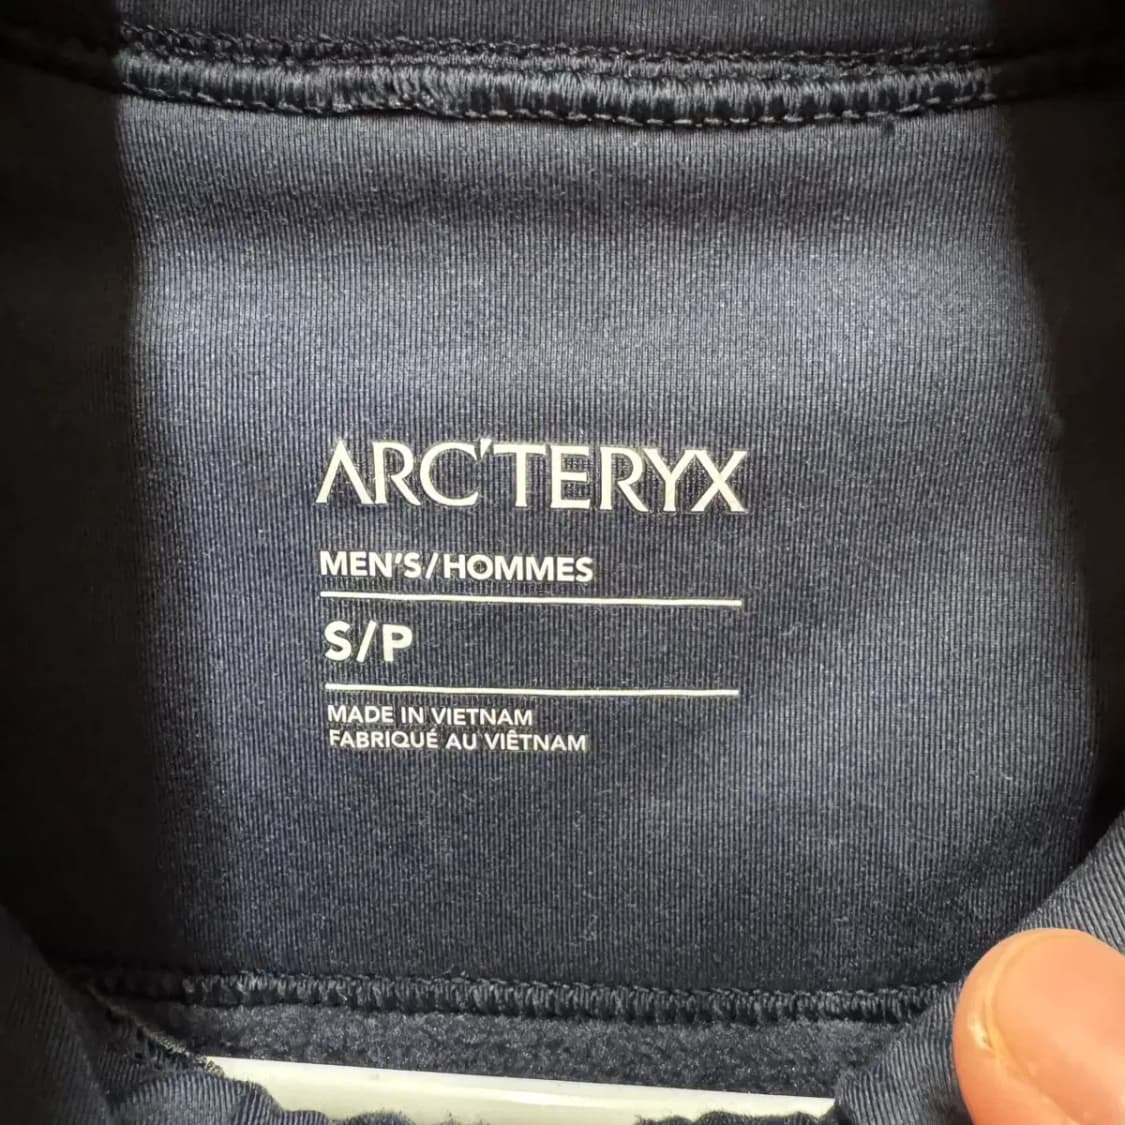 ARC'TERYX
MEN'S/HOMMES
S/P
MADE IN VIETNAM
FABRIQUÉ AU VIÊTNAM